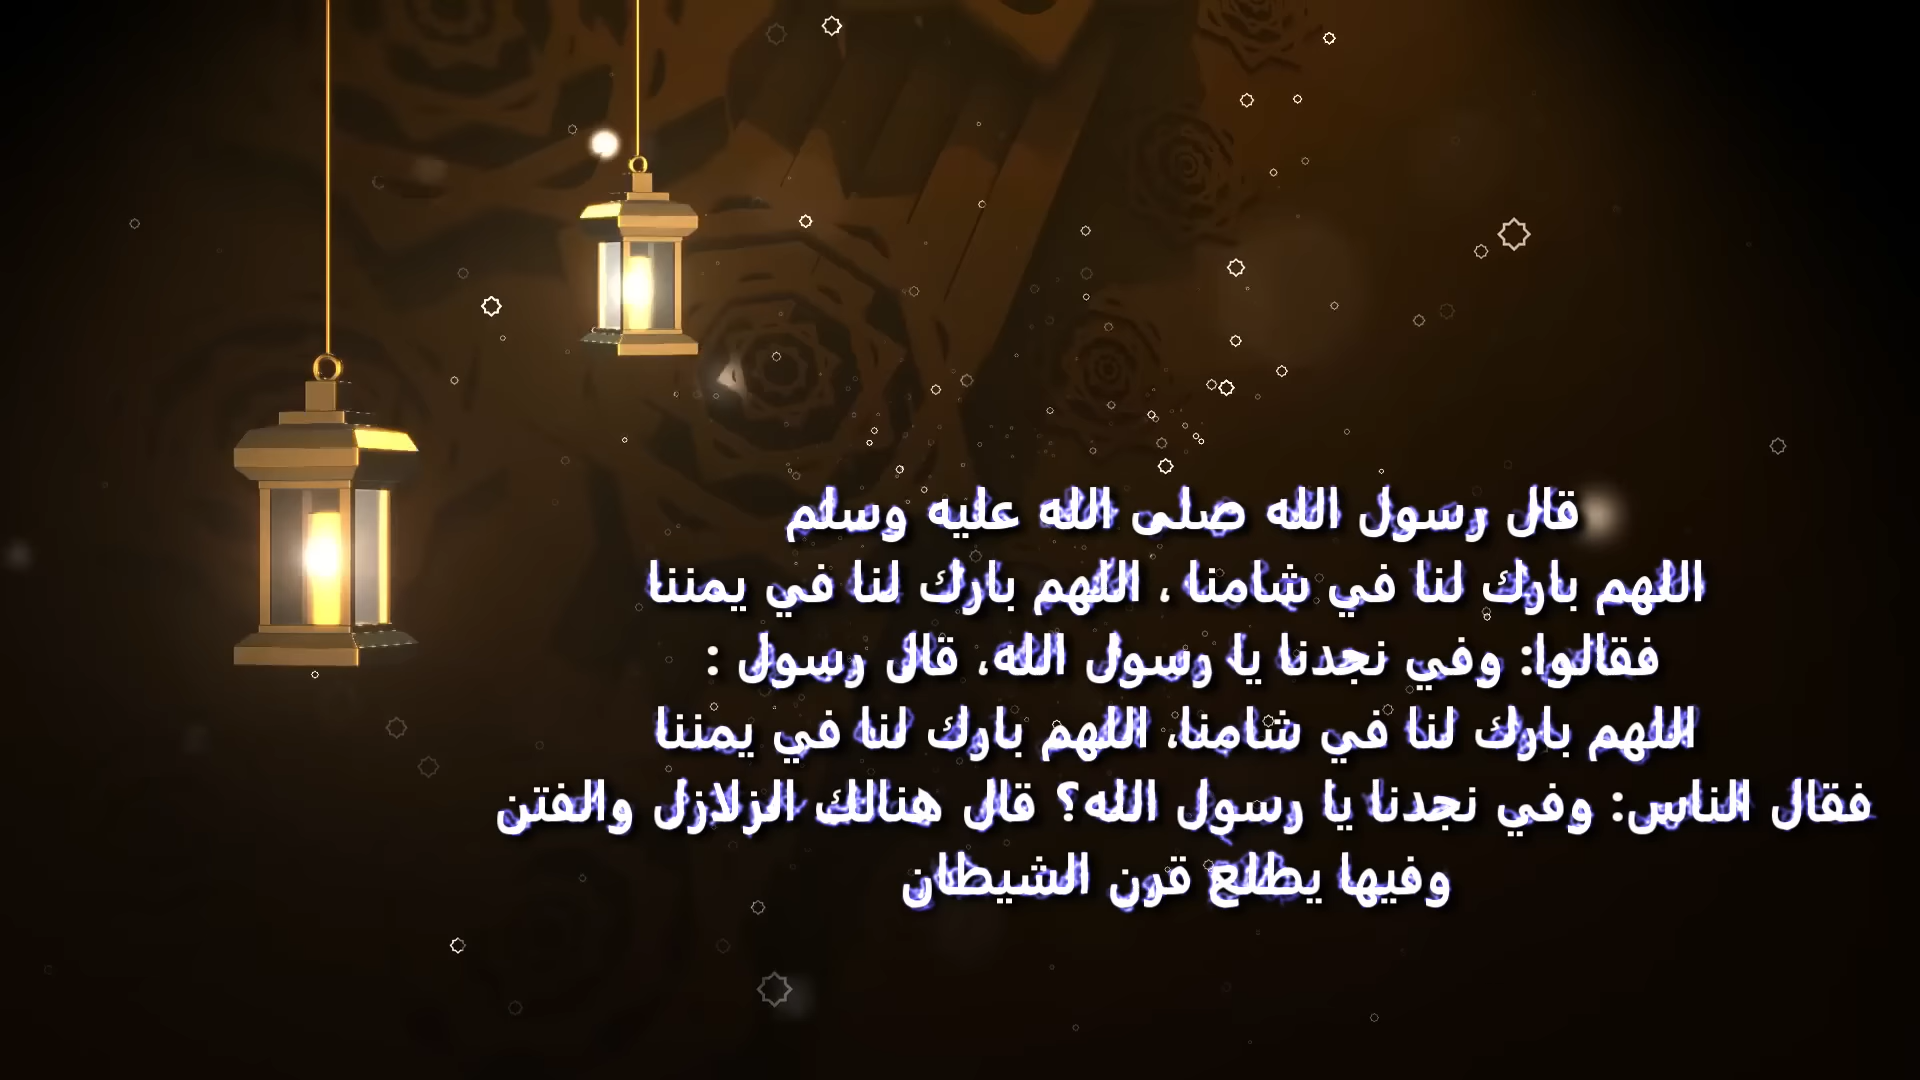 قال رسول الله صلى الله عليه وسلم
اللهم بارك لنا في شامنا ، اللهم بارك لنا في يمننا
فقالوا: وفي نجدنا يا رسول الله، قال رسول :
اللهم بارك لنا في شامنا، اللهم بارك لنا في يمننا
فقال الناس: وفي نجدنا يا رسول الله؟ قال هنالك الزلازل والفتن
وفيها يطلع قرن الشيطان